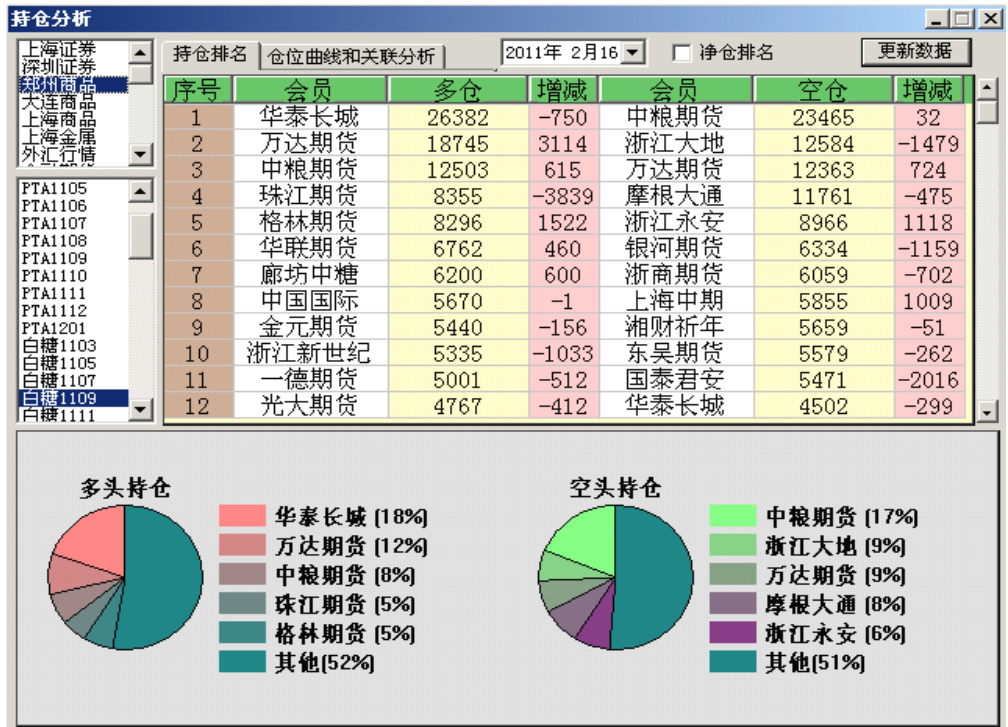 持仓分析
上海证券
深圳证券
郑州商品
大连商品
上海商品
上海金属
外汇行情
持仓排名 仓位曲线和关联分析 2011年 2月16 净仓排名 更新数据
序号 会员 多仓 增减 会员 空仓 增减
1 华泰长城 26382 -750 中粮期货 23465 32
2 万达期货 18745 3114 浙江大地 12584 -1479
3 中粮期货 12503 615 万达期货 12363 724
4 珠江期货 8355 -3839 摩根大通 11761 -475
5 格林期货 8296 1522 浙江永安 8966 1118
6 华联期货 6762 460 银河期货 6334 -1159
7 廊坊中糖 6200 600 浙商期货 6059 -702
8 中国国际 5670 -1 上海中期 5855 1009
9 金元期货 5440 -156 湘财祈年 5659 -51
10 浙江新世纪 5335 -1033 东吴期货 5579 -262
11 一德期货 5001 -512 国泰君安 5471 -2016
12 光大期货 4767 -412 华泰长城 4502 -299
PTA1105
PTA1106
PTA1107
PTA1108
PTA1109
PTA1110
PTA1111
PTA1112
PTA1201
白糖1103
白糖1105
白糖1107
白糖1109
白糖1111
多头持仓
华泰长城 (18%)
万达期货 (12%)
中粮期货 (8%)
珠江期货 (5%)
格林期货 (5%)
其他(52%)
空头持仓
中粮期货 (17%)
浙江大地 (9%)
万达期货 (9%)
摩根大通 (8%)
浙江永安 (6%)
其他(51%)